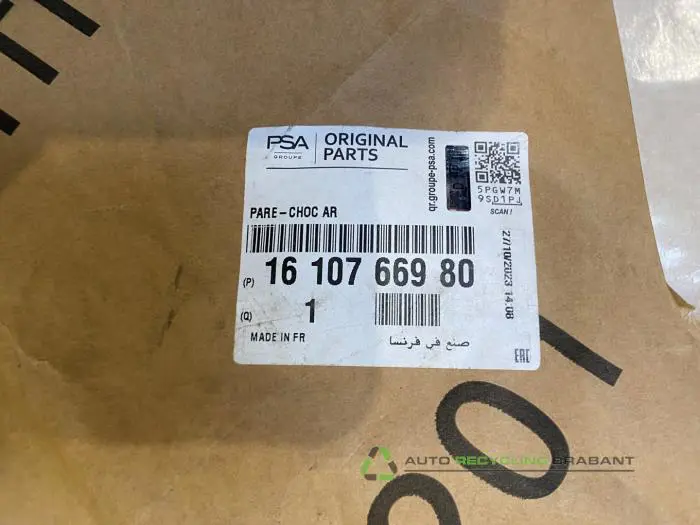 PSA
GROUPE
ORIGINAL
PARTS
qr.groupe-psa.com
5PGW7M
9SD1PJ
SCAN!
PARE-CHOC AR
27/10/2023 14:08
(P) 16 107 669 80
(Q) 1
MADE IN FR
صنع في فرنسا
EAC
AUTO RECYCLING BRABANT